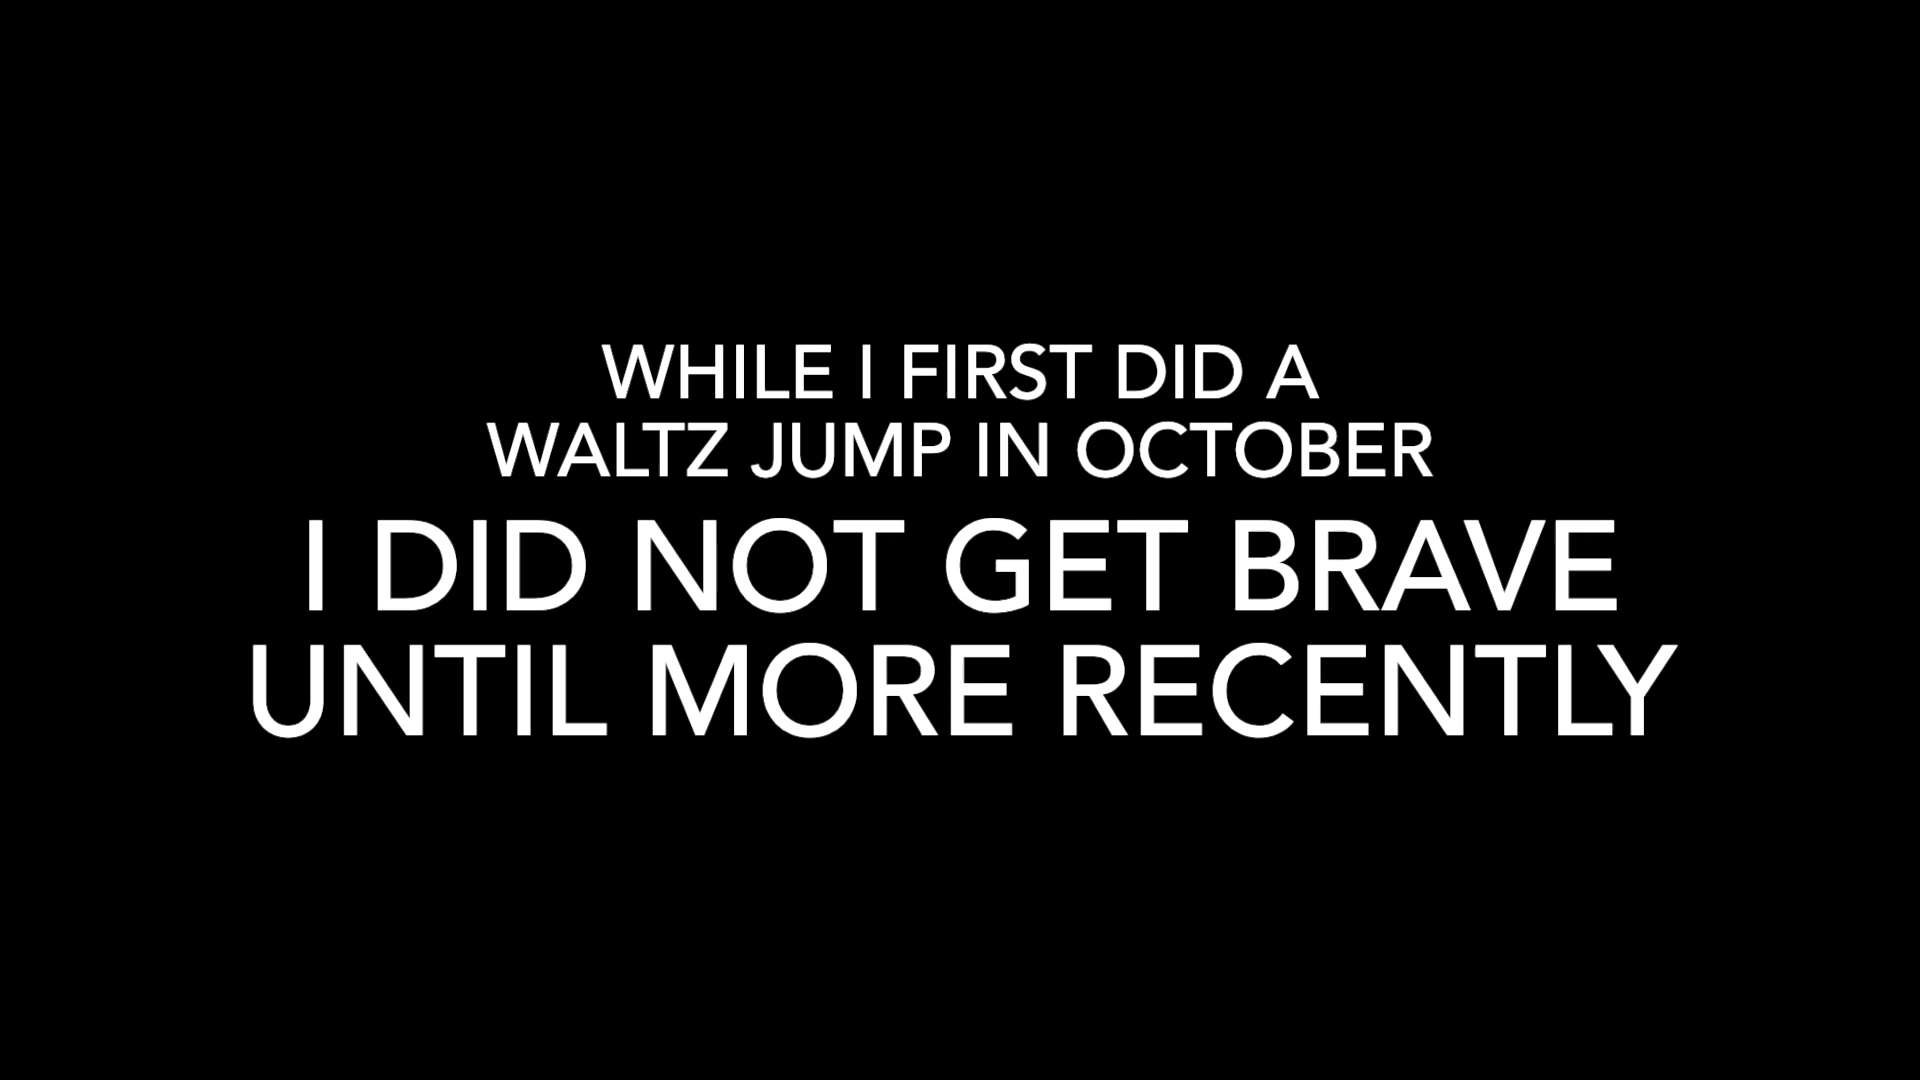 WHILE I FIRST DID A
WALTZ JUMP IN OCTOBER
I DID NOT GET BRAVE
UNTIL MORE RECENTLY